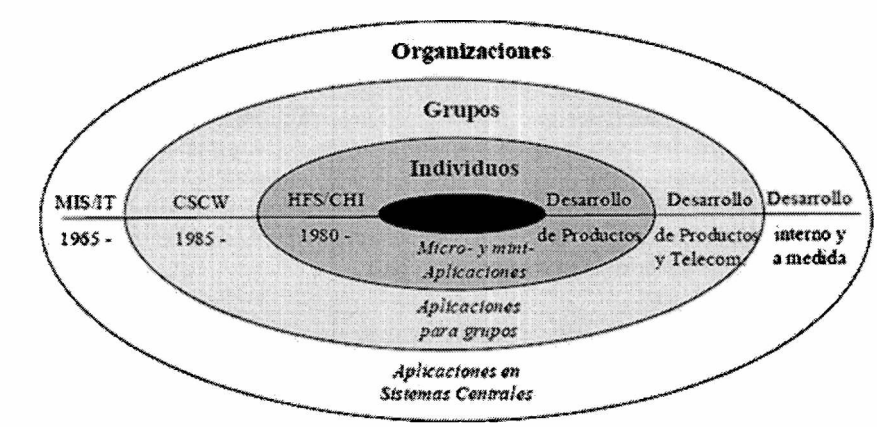 Organizaciones
Grupos
Individuos
MIS/IT
CSCW
HFS/CHI
Desarrollo
Desarrollo
Desarrollo
1965 -
1985 -
1980 -
Micro- y mini-
Aplicaciones
de Productos
de Productos
y Telecom.
interno y
a medida
Aplicaciones
para grupos
Aplicaciones en
Sistemas Centrales